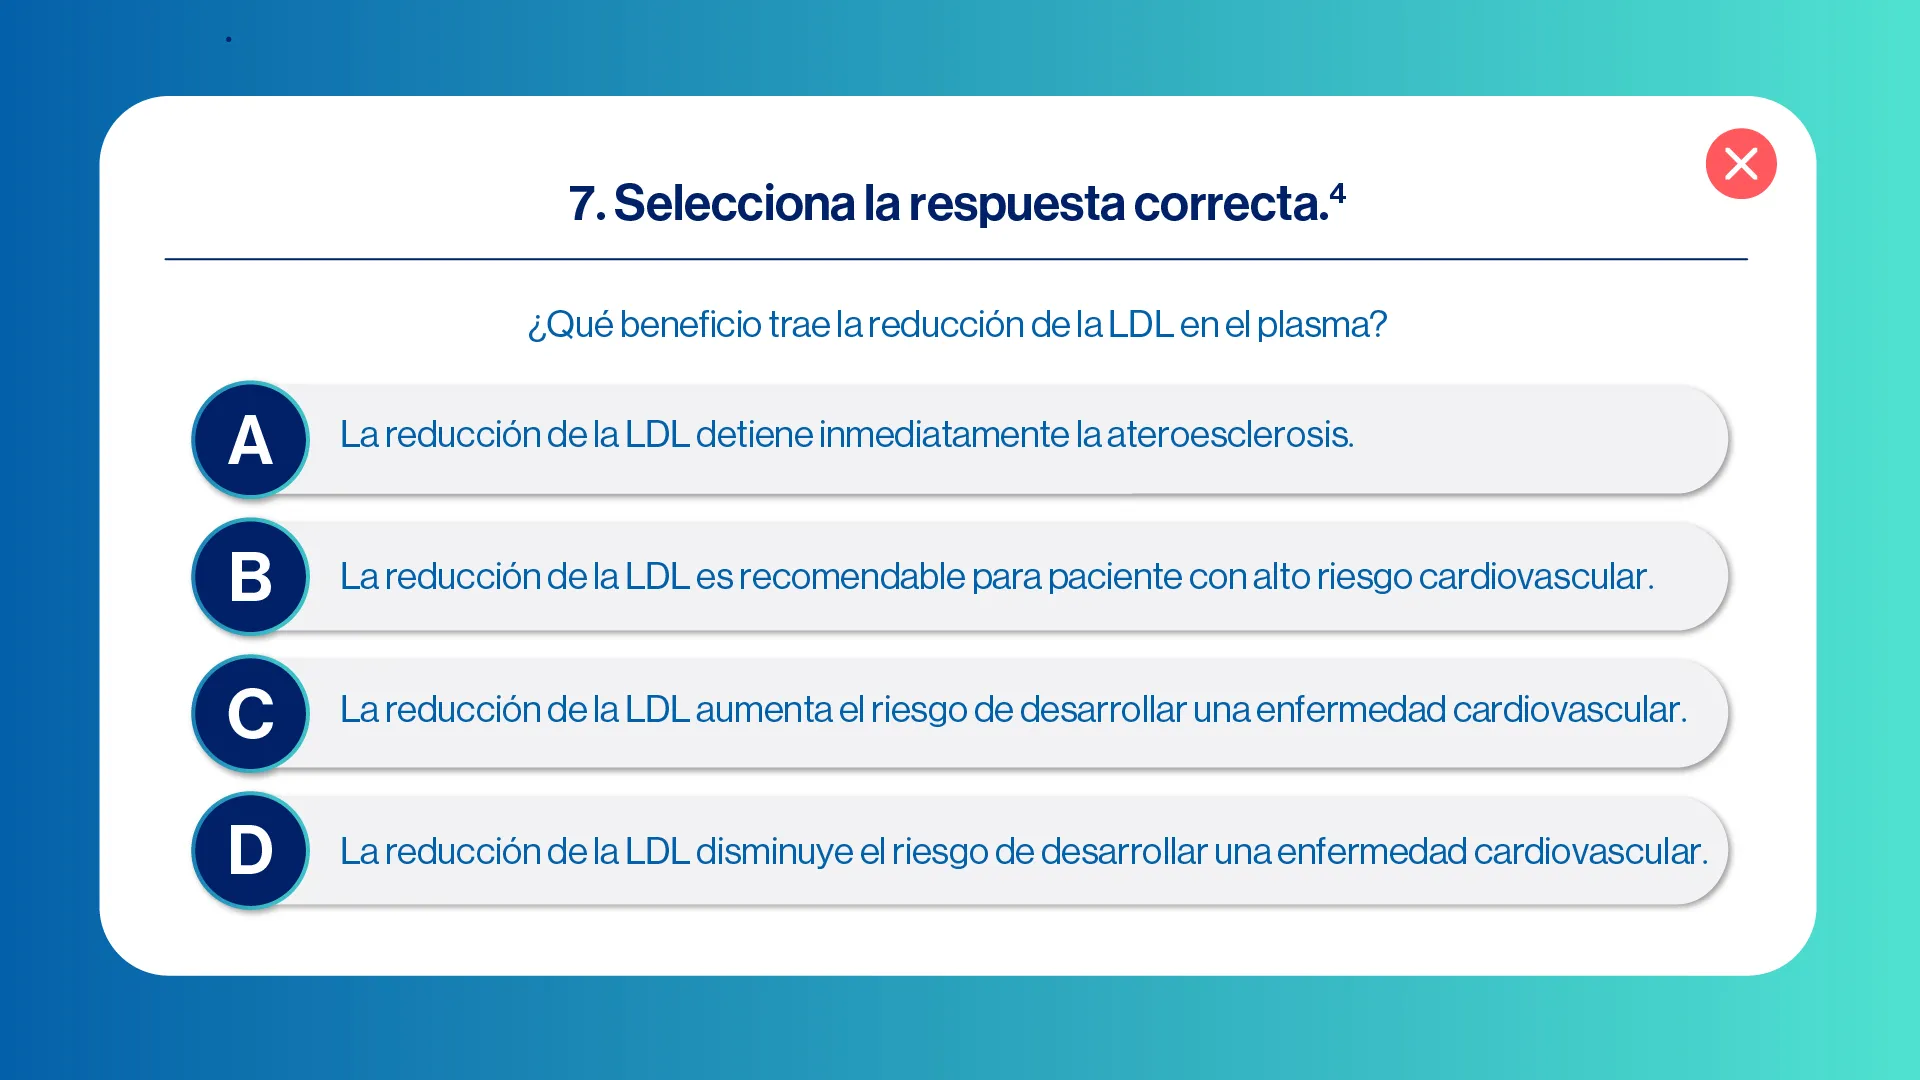 7. Selecciona la respuesta correcta.⁴
¿Qué beneficio trae la reducción de la LDL en el plasma?
A La reducción de la LDL detiene inmediatamente la ateroesclerosis.
B La reducción de la LDL es recomendable para paciente con alto riesgo cardiovascular.
C La reducción de la LDL aumenta el riesgo de desarrollar una enfermedad cardiovascular.
D La reducción de la LDL disminuye el riesgo de desarrollar una enfermedad cardiovascular.